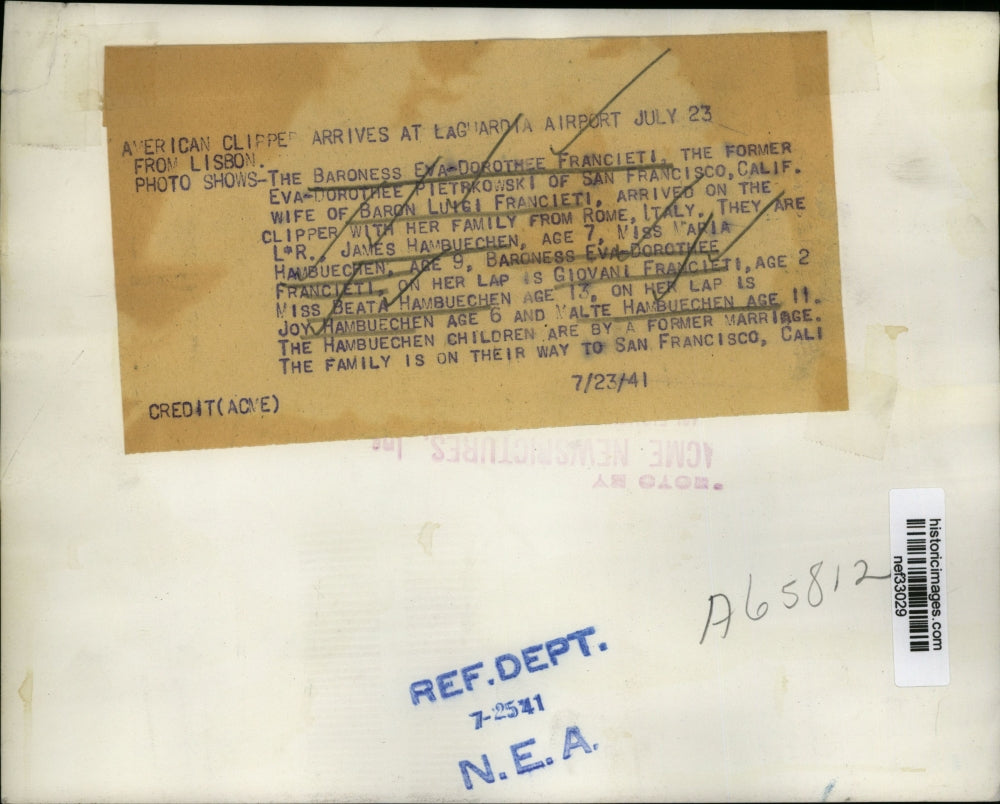 AMERICAN CLIPPER ARRIVES AT LAGUARDIA AIRPORT JULY 23
FROM LISBON.
PHOTO SHOWS-THE BARONESS EVA-DOROTHEE FRANCIETI, THE FORMER
EVA-DOROTHEE PIETRKOWSKI OF SAN FRANCISCO, CALIF.
WIFE OF BARON LUIGI FRANCIETI, ARRIVED ON THE
CLIPPER WITH HER FAMILY FROM ROME, ITALY. THEY ARE
L*R., JAMES HAMBUECHEN, AGE 7, MISS MARIA
HAMBUECHEN, AGE 9, BARONESS EVA-DOROTHEE
FRANCIETI, ON HER LAP IS GIOVANI FRANCIETI, AGE 2
MISS BEATA HAMBUECHEN AGE 13, ON HER LAP IS
JOY HAMBUECHEN AGE 6 AND MALTE HAMBUECHEN AGE 11.
THE HAMBUECHEN CHILDREN ARE BY A FORMER MARRIAGE.
THE FAMILY IS ON THEIR WAY TO SAN FRANCISCO, CALI
7/23/41
CREDIT(ACME)
ACME NEWSPICTURES, Inc
PHOTO BY
historicimages.com
nef33029
A65812
REF. DEPT.
7-25 41
N. E. A.